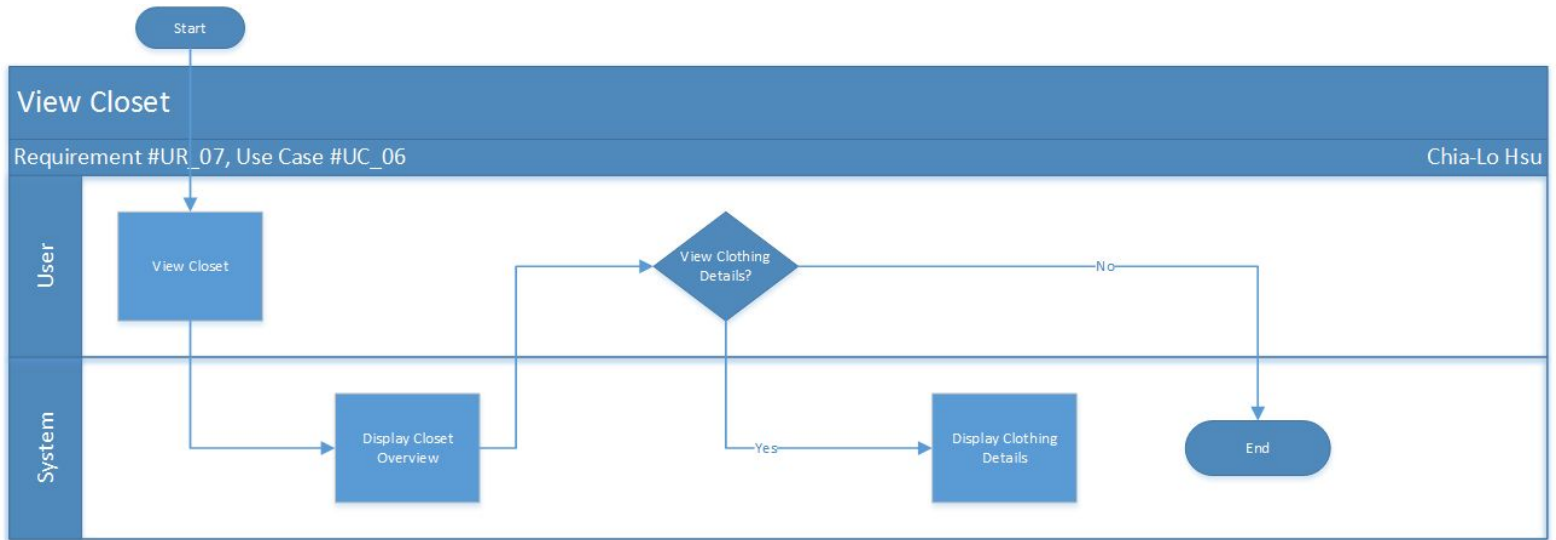 Start
View Closet
Requirement #UR_07, Use Case #UC_06
Chia-Lo Hsu
User
View Closet
View Clothing
Details?
No
System
Display Closet
Overview
Yes
Display Clothing
Details
End